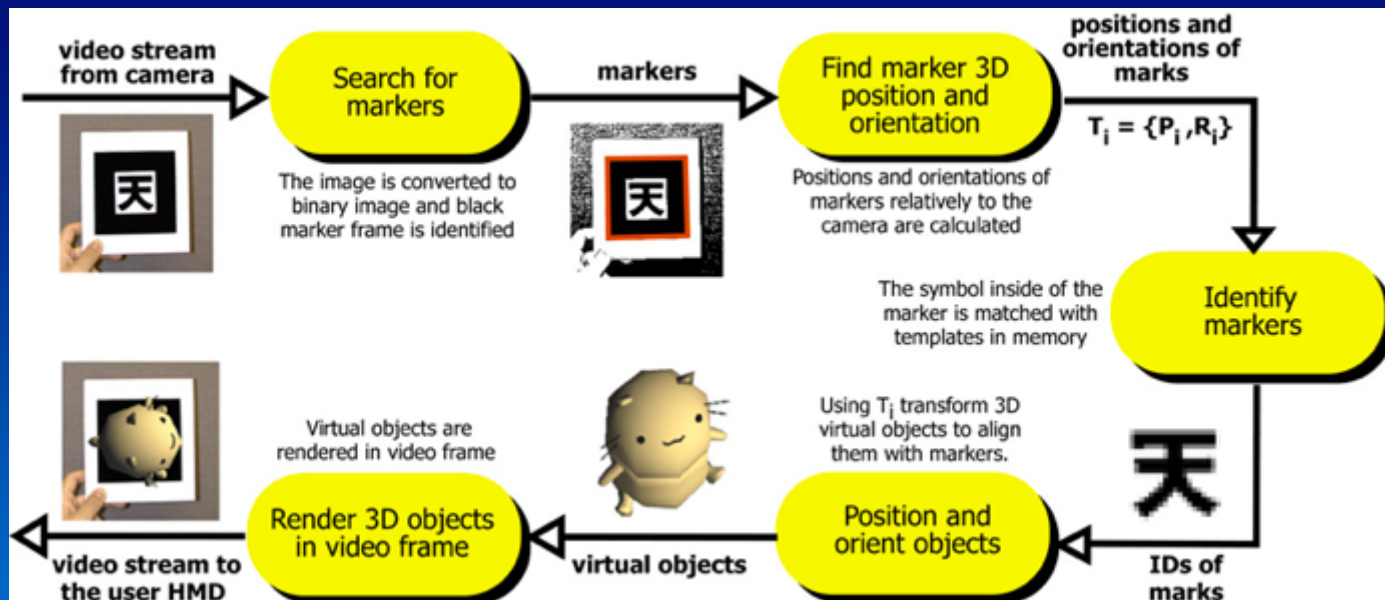 video stream
from camera
Search for
markers
The image is converted to
binary image and black
marker frame is identified
天
markers
天
Find marker 3D
position and
orientation
Positions and orientations of
markers relatively to the
camera are calculated
positions and
orientations of
marks
Ti = {Pi ,Ri}
The symbol inside of the
marker is matched with
templates in memory
Identify
markers
天
IDs of
marks
Using Ti transform 3D
virtual objects to align
them with markers.
Position and
orient objects
virtual objects
Virtual objects are
rendered in video frame
Render 3D objects
in video frame
video stream to
the user HMD